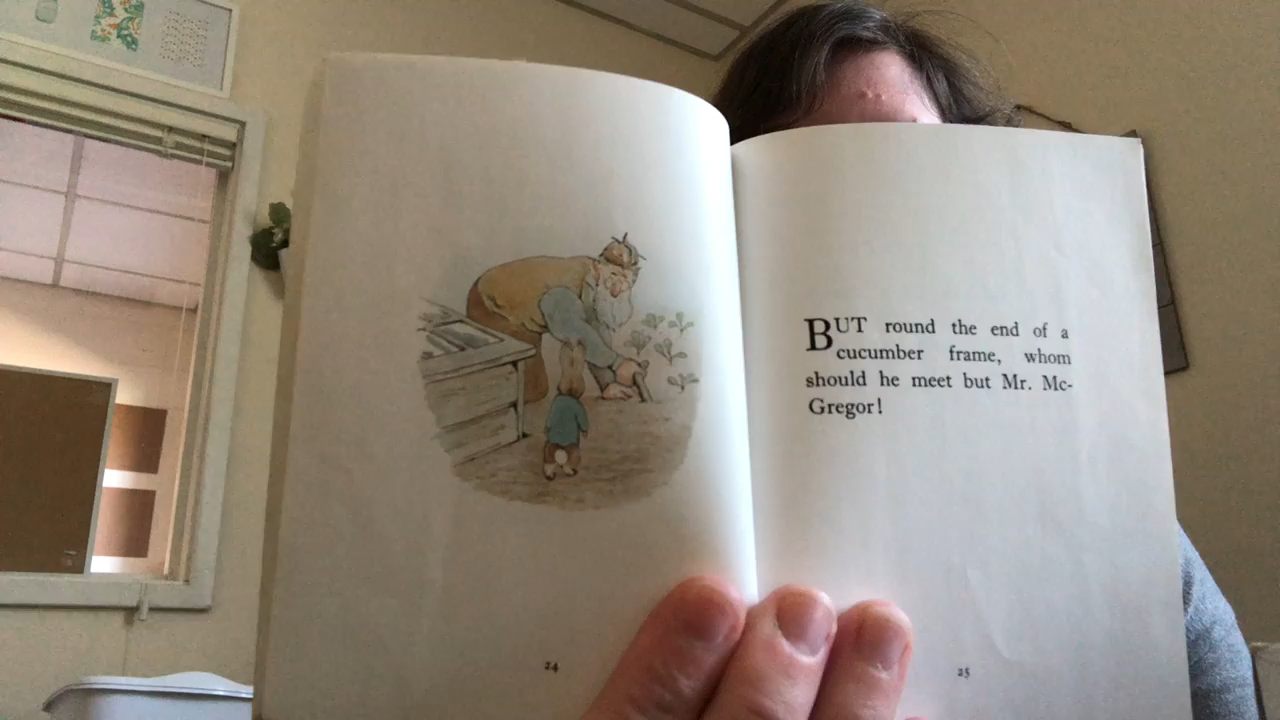 BUT round the end of a
cucumber frame, whom
should he meet but Mr. Mc-
Gregor!
24
25